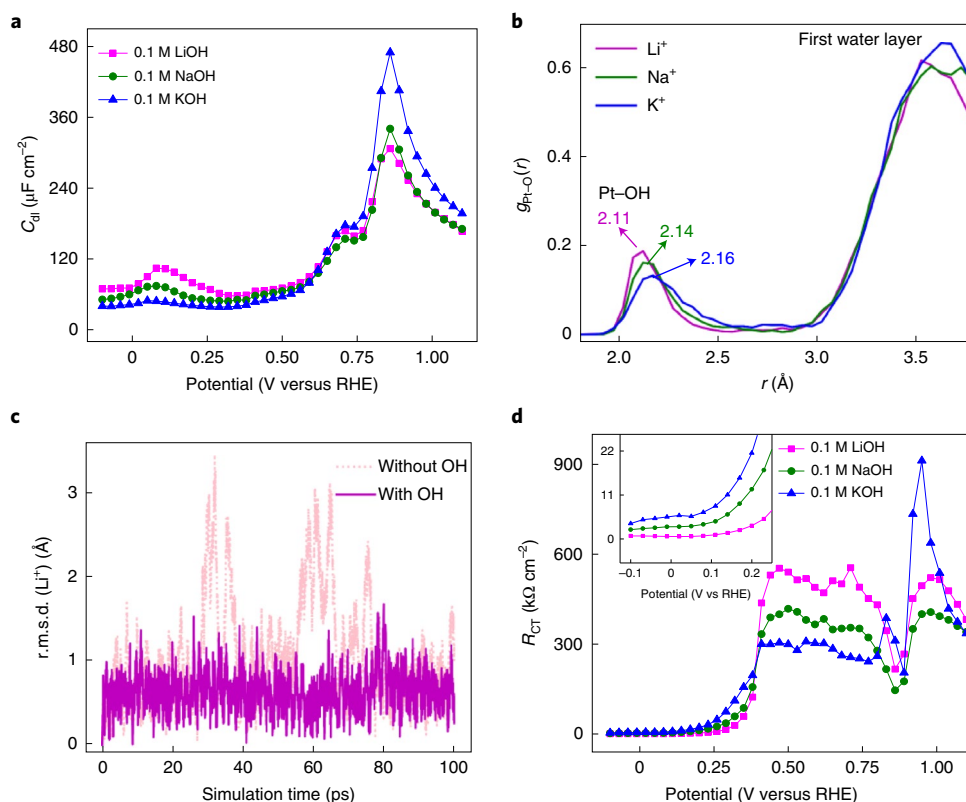 a
480
360
240
120
0
C_dl (μF cm⁻²)
0.1 M LiOH
0.1 M NaOH
0.1 M KOH
0
0.25
0.50
0.75
1.00
Potential (V versus RHE)
b
0.6
0.4
0.2
0
g_Pt–O(r)
Li⁺
Na⁺
K⁺
First water layer
Pt–OH
2.11
2.14
2.16
2.0
2.5
3.0
3.5
r (Å)
c
3
2
1
0
r.m.s.d. (Li⁺) (Å)
Without OH
With OH
0
20
40
60
80
100
Simulation time (ps)
d
900
600
300
0
R_CT (kΩ cm⁻²)
22
11
0
−0.1
0
0.1
0.2
Potential (V vs RHE)
0.1 M LiOH
0.1 M NaOH
0.1 M KOH
0
0.25
0.50
0.75
1.00
Potential (V versus RHE)